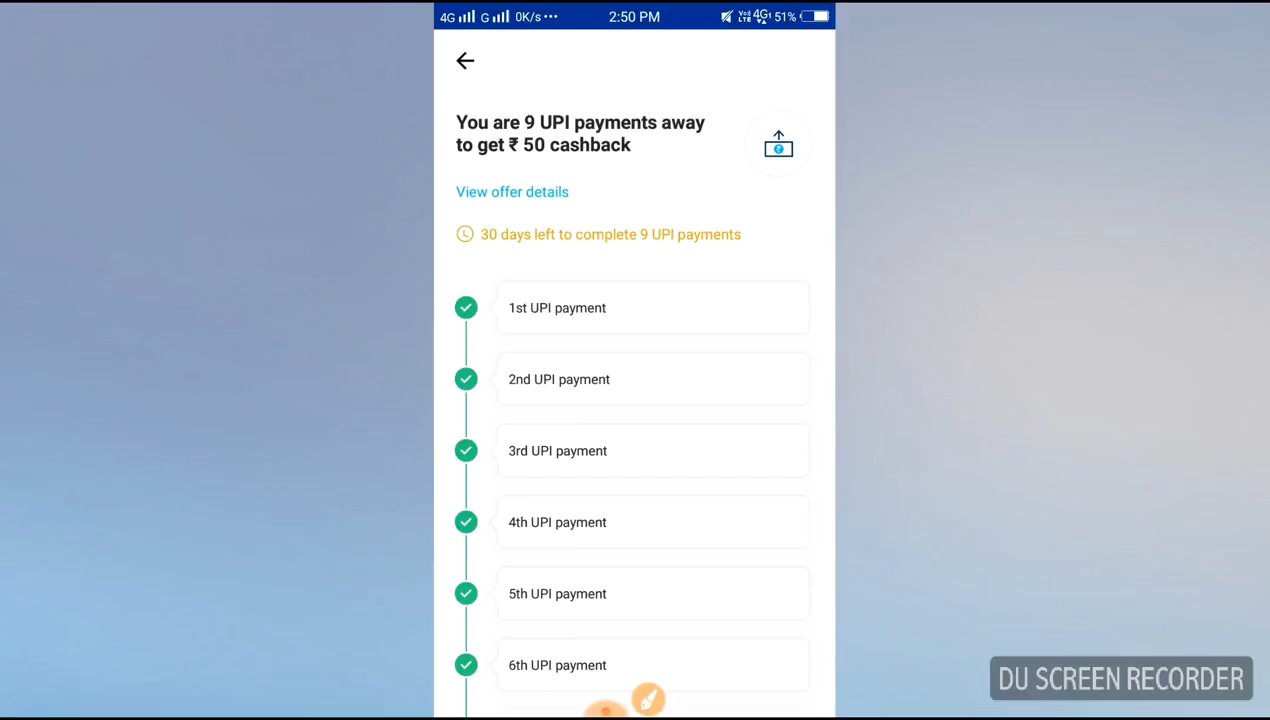 4G G 0K/s ••• 2:50 PM VoLTE 4G 51%
You are 9 UPI payments away
to get ₹ 50 cashback
View offer details
30 days left to complete 9 UPI payments
1st UPI payment
2nd UPI payment
3rd UPI payment
4th UPI payment
5th UPI payment
6th UPI payment
DU SCREEN RECORDER